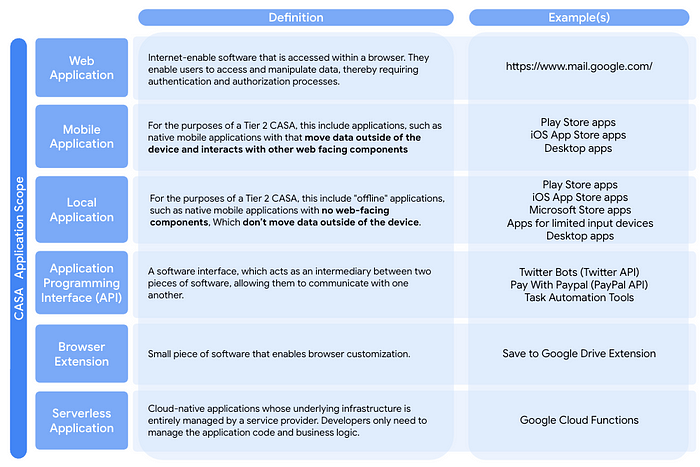 Definition
Example(s)
CASA Application Scope
Web
Application
Internet-enable software that is accessed within a browser. They
enable users to access and manipulate data, thereby requiring
authentication and authorization processes.
https://www.mail.google.com/
Mobile
Application
For the purposes of a Tier 2 CASA, this include applications, such as
native mobile applications with that move data outside of the
device and interacts with other web facing components
Play Store apps
iOS App Store apps
Desktop apps
Local
Application
For the purposes of a Tier 2 CASA, this include "offline" applications,
such as native mobile applications with no web-facing
components, Which don't move data outside of the device.
Play Store apps
iOS App Store apps
Microsoft Store apps
Apps for limited input devices
Desktop apps
Application
Programming
Interface (API)
A software interface, which acts as an intermediary between two
pieces of software, allowing them to communicate with one
another.
Twitter Bots (Twitter API)
Pay With Paypal (PayPal API)
Task Automation Tools
Browser
Extension
Small piece of software that enables browser customization.
Save to Google Drive Extension
Serverless
Application
Cloud-native applications whose underlying infrastructure is
entirely managed by a service provider. Developers only need to
manage the application code and business logic.
Google Cloud Functions